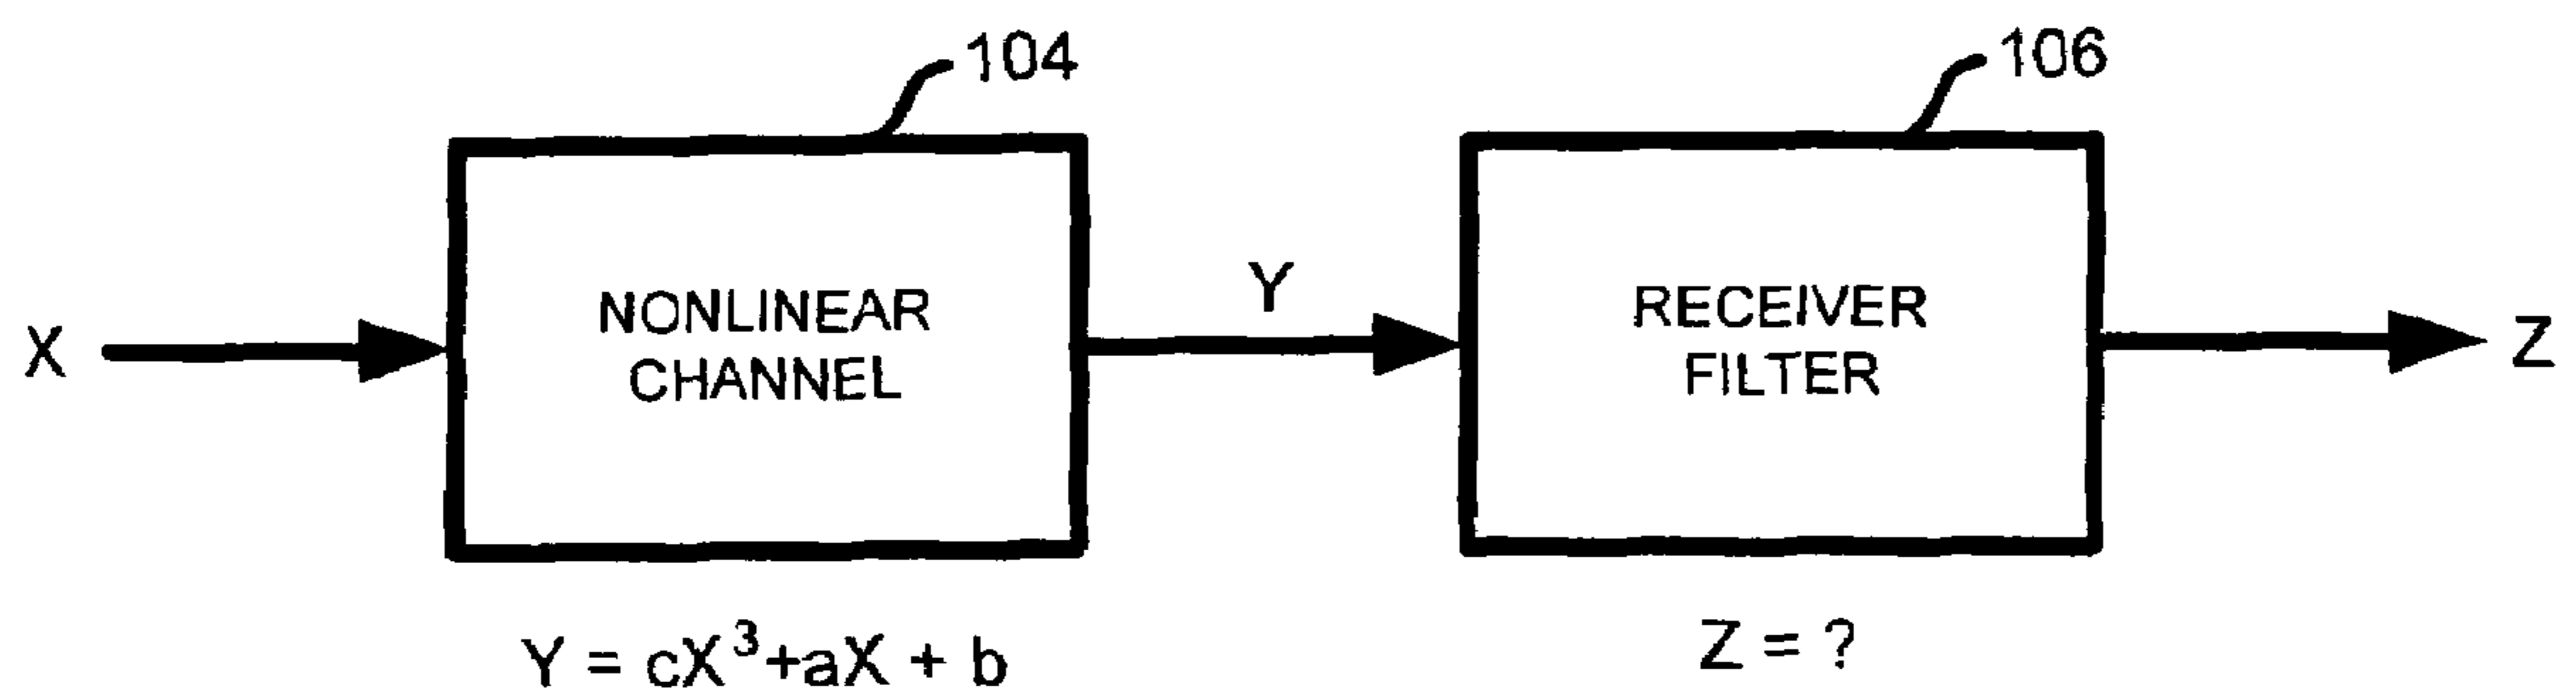 104
106
X
NONLINEAR
CHANNEL
Y
RECEIVER
FILTER
Z
Y = cX³+aX + b
Z = ?